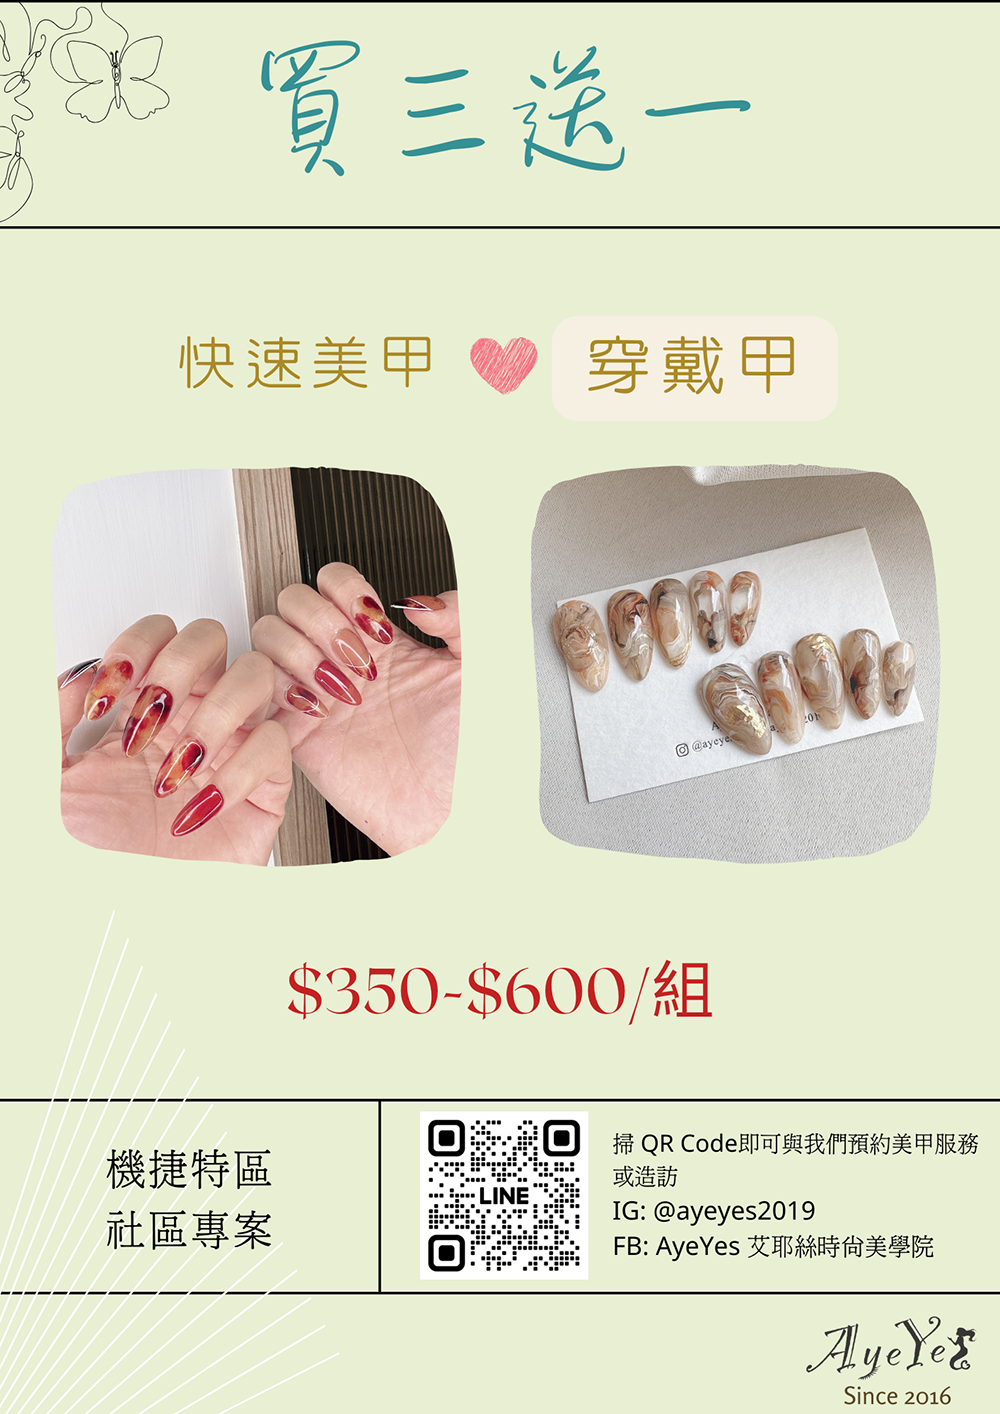 買三送一
快速美甲
穿戴甲
@ayeye
$350-$600/組
機捷特區
社區專案
LINE
掃 QR Code即可與我們預約美甲服務
或造訪
IG: @ayeyes2019
FB: AyeYes 艾耶絲時尚美學院
AyeYes
Since 2016